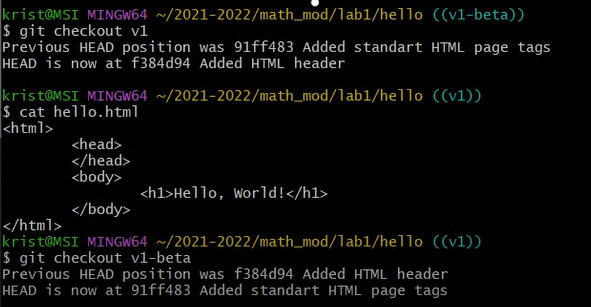 krist@MSI MINGW64 ~/2021-2022/math_mod/lab1/hello ((v1-beta))
$ git checkout v1
Previous HEAD position was 91ff483 Added standart HTML page tags
HEAD is now at f384d94 Added HTML header
krist@MSI MINGW64 ~/2021-2022/math_mod/lab1/hello ((v1))
$ cat hello.html
<html>
<head>
</head>
<body>
<h1>Hello, World!</h1>
</body>
</html>
krist@MSI MINGW64 ~/2021-2022/math_mod/lab1/hello ((v1))
$ git checkout v1-beta
Previous HEAD position was f384d94 Added HTML header
HEAD is now at 91ff483 Added standart HTML page tags